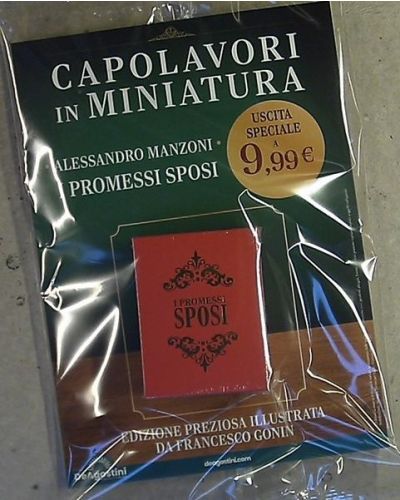 CAPOLAVORI
IN MINIATURA
USCITA
SPECIALE
A
9,99€
ALESSANDRO MANZONI
PROMESSI SPOSI
I PROMESSI
SPOSI
EDIZIONE PREZIOSA ILLUSTRATA
DA FRANCESCO GONIN
DeAgostini
deagostini.com